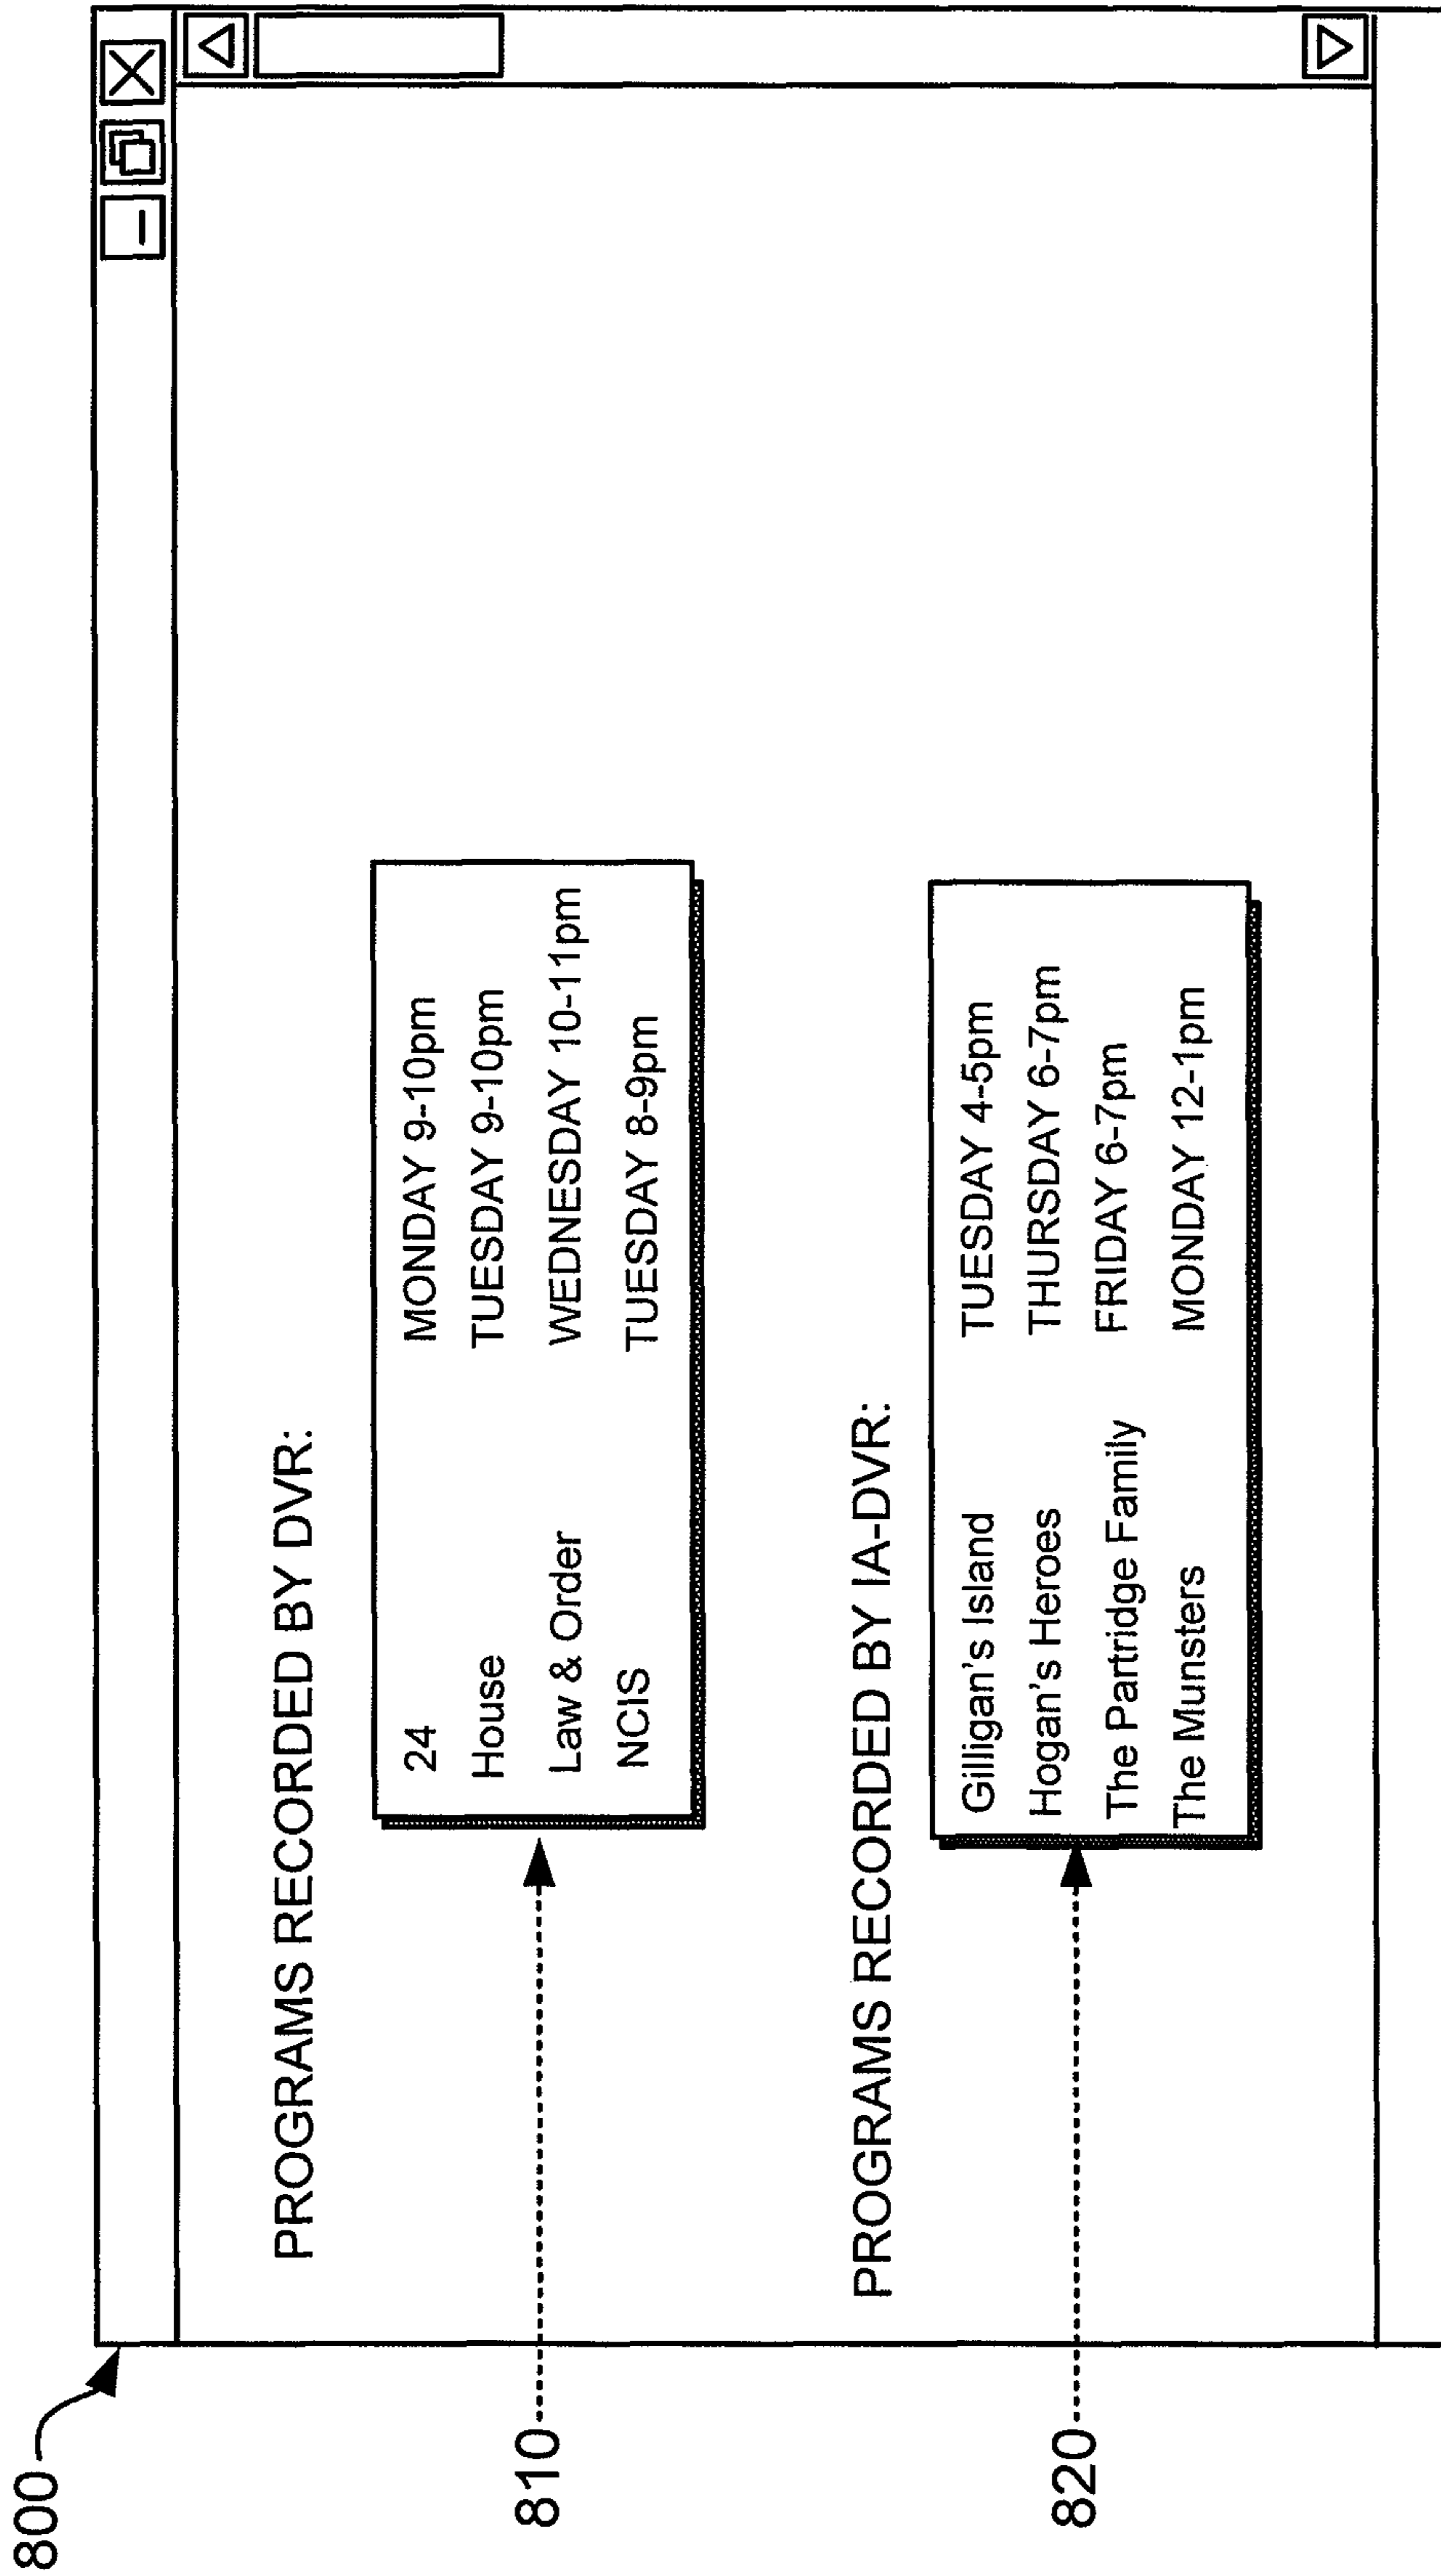 800
PROGRAMS RECORDED BY DVR:
810
24 MONDAY 9-10pm
House TUESDAY 9-10pm
Law & Order WEDNESDAY 10-11pm
NCIS TUESDAY 8-9pm
PROGRAMS RECORDED BY IA-DVR:
820
Gilligan's Island TUESDAY 4-5pm
Hogan's Heroes THURSDAY 6-7pm
The Partridge Family FRIDAY 6-7pm
The Munsters MONDAY 12-1pm